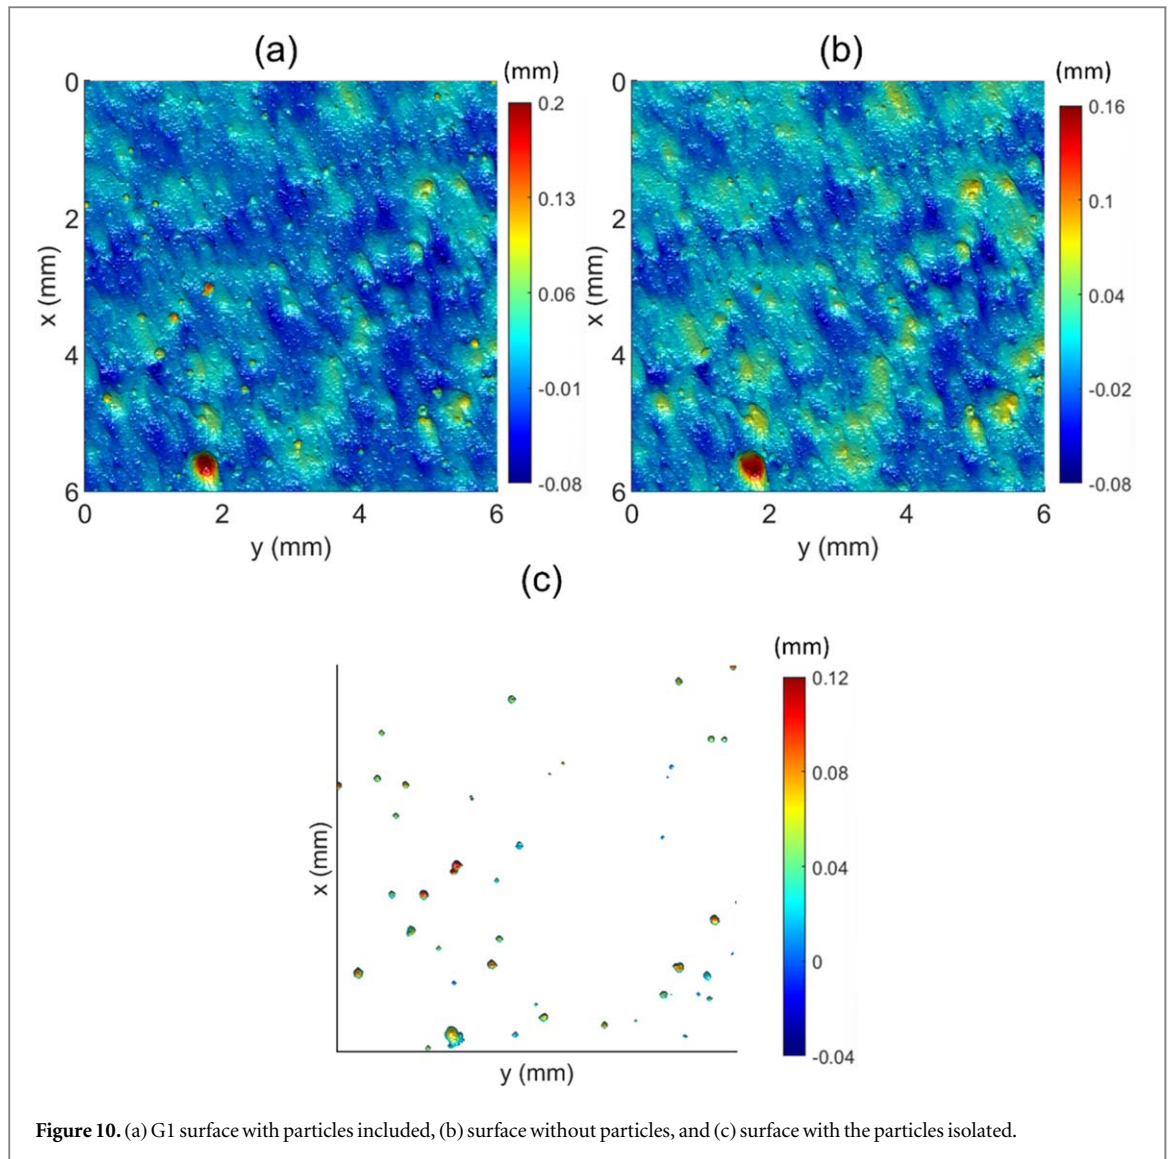 (a)
(mm)
0
2
4
6
x (mm)
0 2 4 6
y (mm)
0.2
0.13
0.06
-0.01
-0.08
(b)
(mm)
0
2
4
6
x (mm)
0 2 4 6
y (mm)
0.16
0.1
0.04
-0.02
-0.08
(c)
(mm)
x (mm)
y (mm)
0.12
0.08
0.04
0
-0.04
Figure 10. (a) G1 surface with particles included, (b) surface without particles, and (c) surface with the particles isolated.